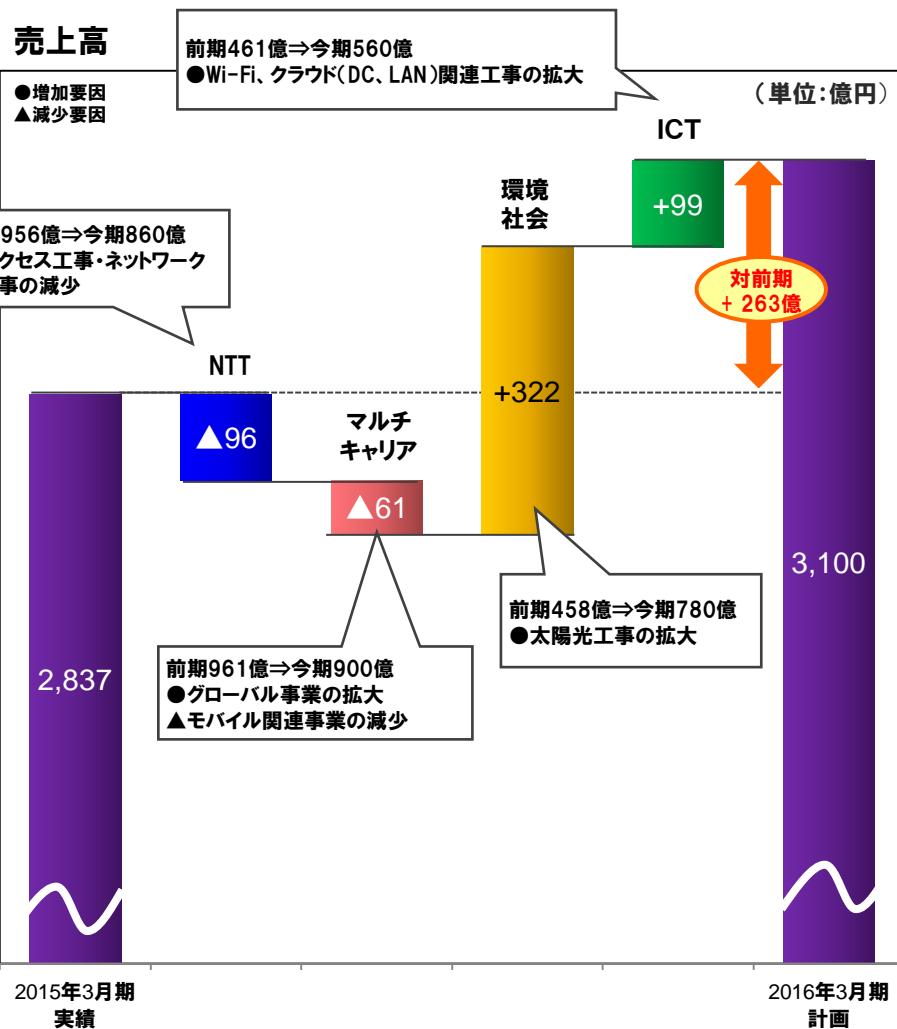 売上高
前期461億⇒今期560億
●Wi-Fi、クラウド(DC、LAN)関連工事の拡大
●増加要因
▲減少要因
(単位:億円)
ICT
+99
環境
社会
対前期
+ 263億
956億⇒今期860億
クセス工事・ネットワーク
事の減少
NTT
▲96
マルチ
キャリア
▲61
+322
3,100
前期458億⇒今期780億
●太陽光工事の拡大
2,837
前期961億⇒今期900億
●グローバル事業の拡大
▲モバイル関連事業の減少
2015年3月期
実績
2016年3月期
計画